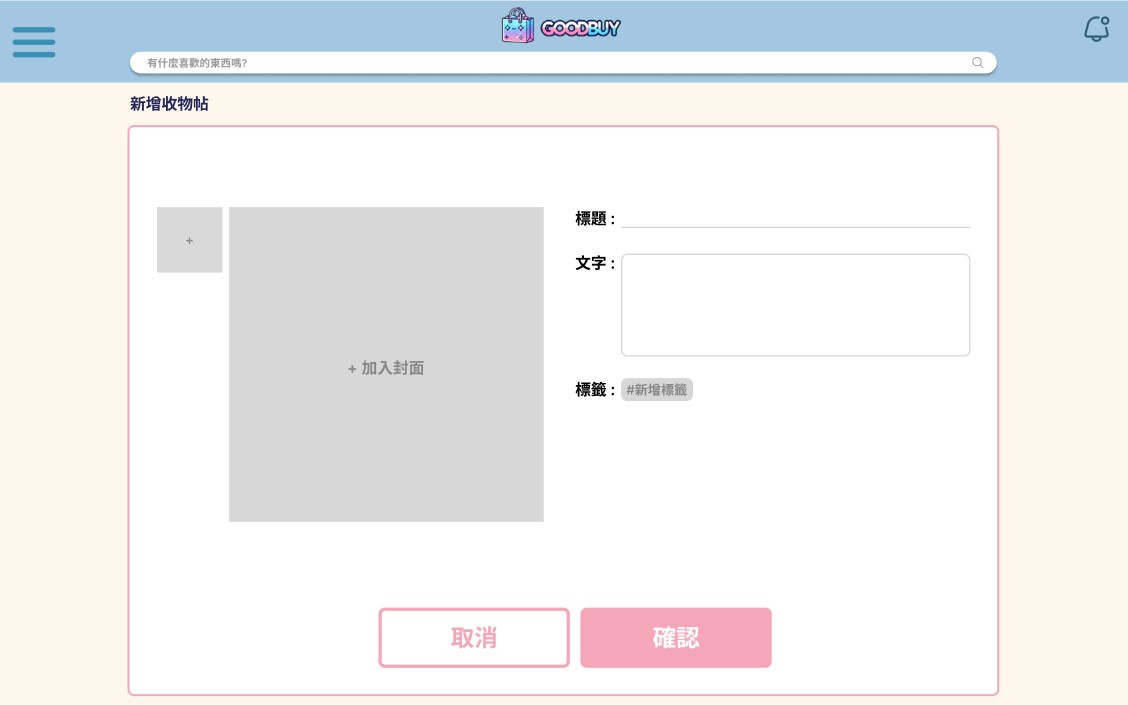 GOODBUY
有什麼喜歡的東西嗎?
新增收物帖
+
+ 加入封面
標題 :
文字 :
標籤 : #新增標籤
取消
確認